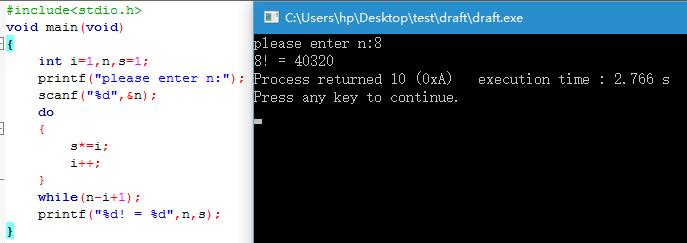 #include<stdio.h>
void main(void)
{
    int i=1,n,s=1;
    printf("please enter n:");
    scanf("%d",&n);
    do
    {
        s*=i;
        i++;
    }
    while(n-i+1);
    printf("%d! = %d",n,s);
}
C:\Users\hp\Desktop\test\draft\draft.exe
please enter n:8
8! = 40320
Process returned 10 (0xA)   execution time : 2.766 s
Press any key to continue.